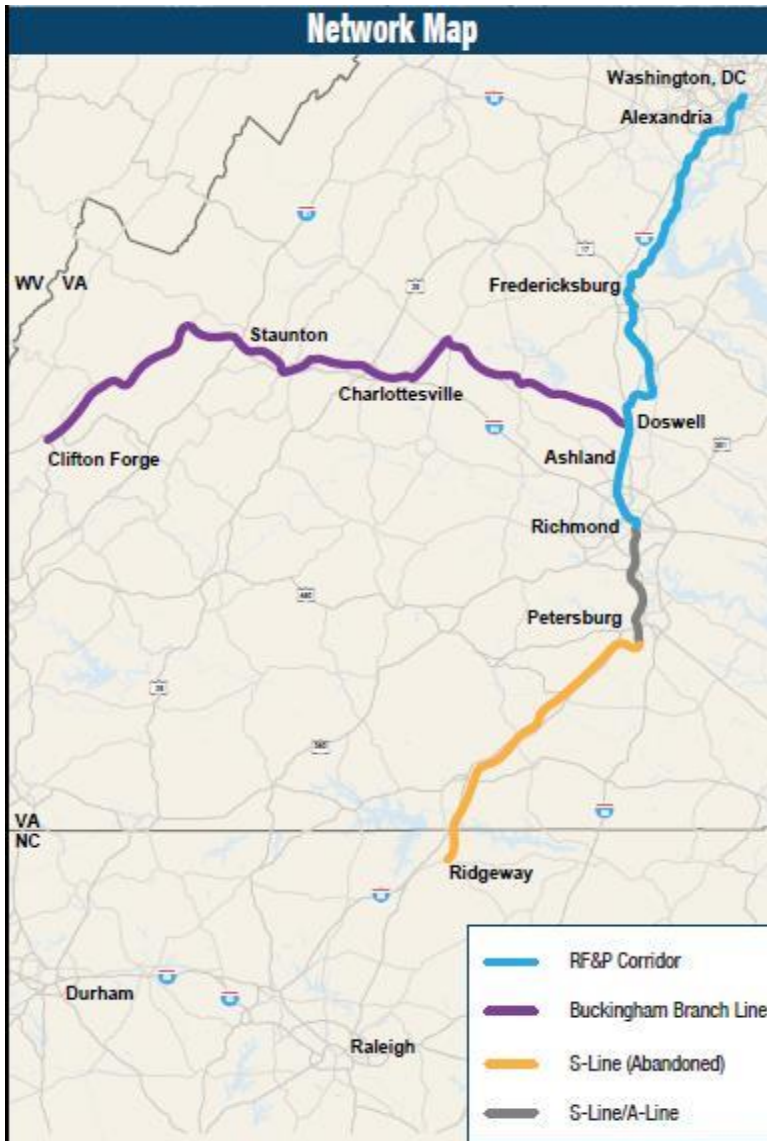 Network Map
Washington, DC
Alexandria
17
WV VA
Fredericksburg
Staunton
Charlottesville
Doswell
Clifton Forge
Ashland
Richmond
Petersburg
VA
NC
Ridgeway
Durham
Raleigh
RF&P Corridor
Buckingham Branch Line
S-Line (Abandoned)
S-Line/A-Line